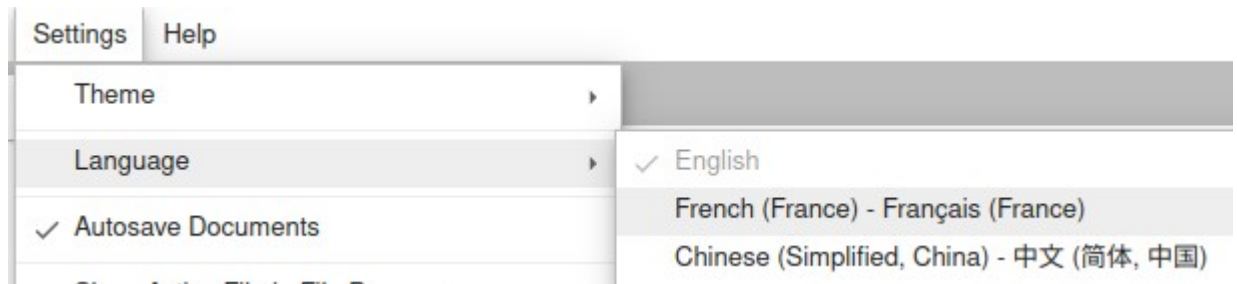 Settings Help
Theme
Language
English
French (France) - Français (France)
Autosave Documents
Chinese (Simplified, China) - 中文 (简体, 中国)